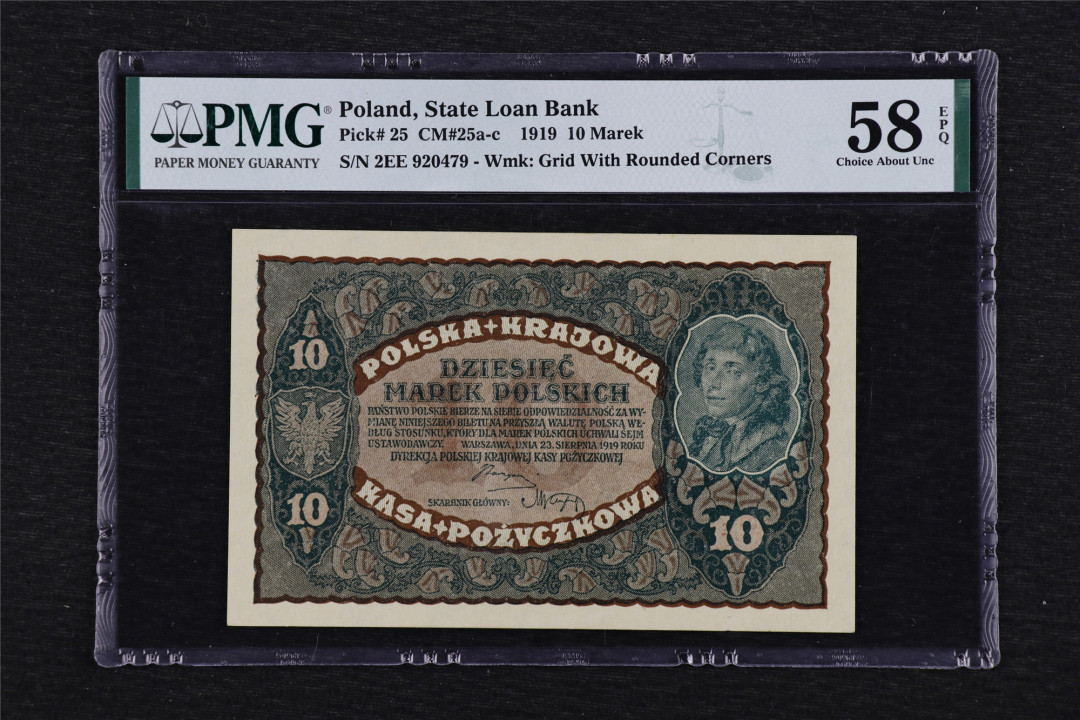 PMG®
PAPER MONEY GUARANTY
Poland, State Loan Bank
Pick# 25 CM#25a-c 1919 10 Marek
S/N 2EE 920479 - Wmk: Grid With Rounded Corners
58
EPQ
Choice About Unc
10
POLSKA+KRAJOWA
DZIESIĘĆ
MAREK POLSKICH
PAŃSTWO POLSKIE BIERZE NA SIEBIE ODPOWIEDZIALNOŚĆ ZA WY-
MIANĘ NINIEJSZEGO BILETU NA PRZYSZŁĄ WALUTĘ POLSKĄ WE-
DŁUG STOSUNKU, KTÓRY DLA MAREK POLSKICH UCHWALI SEJM
USTAWODAWCZY. WARSZAWA, DNIA 23. SIERPNIA 1919 ROKU
DYREKCJA POLSKIEJ KRAJOWEJ KASY POŻYCZKOWEJ
SKARBNIK GŁÓWNY:
KASA+POŻYCZKOWA
10
10